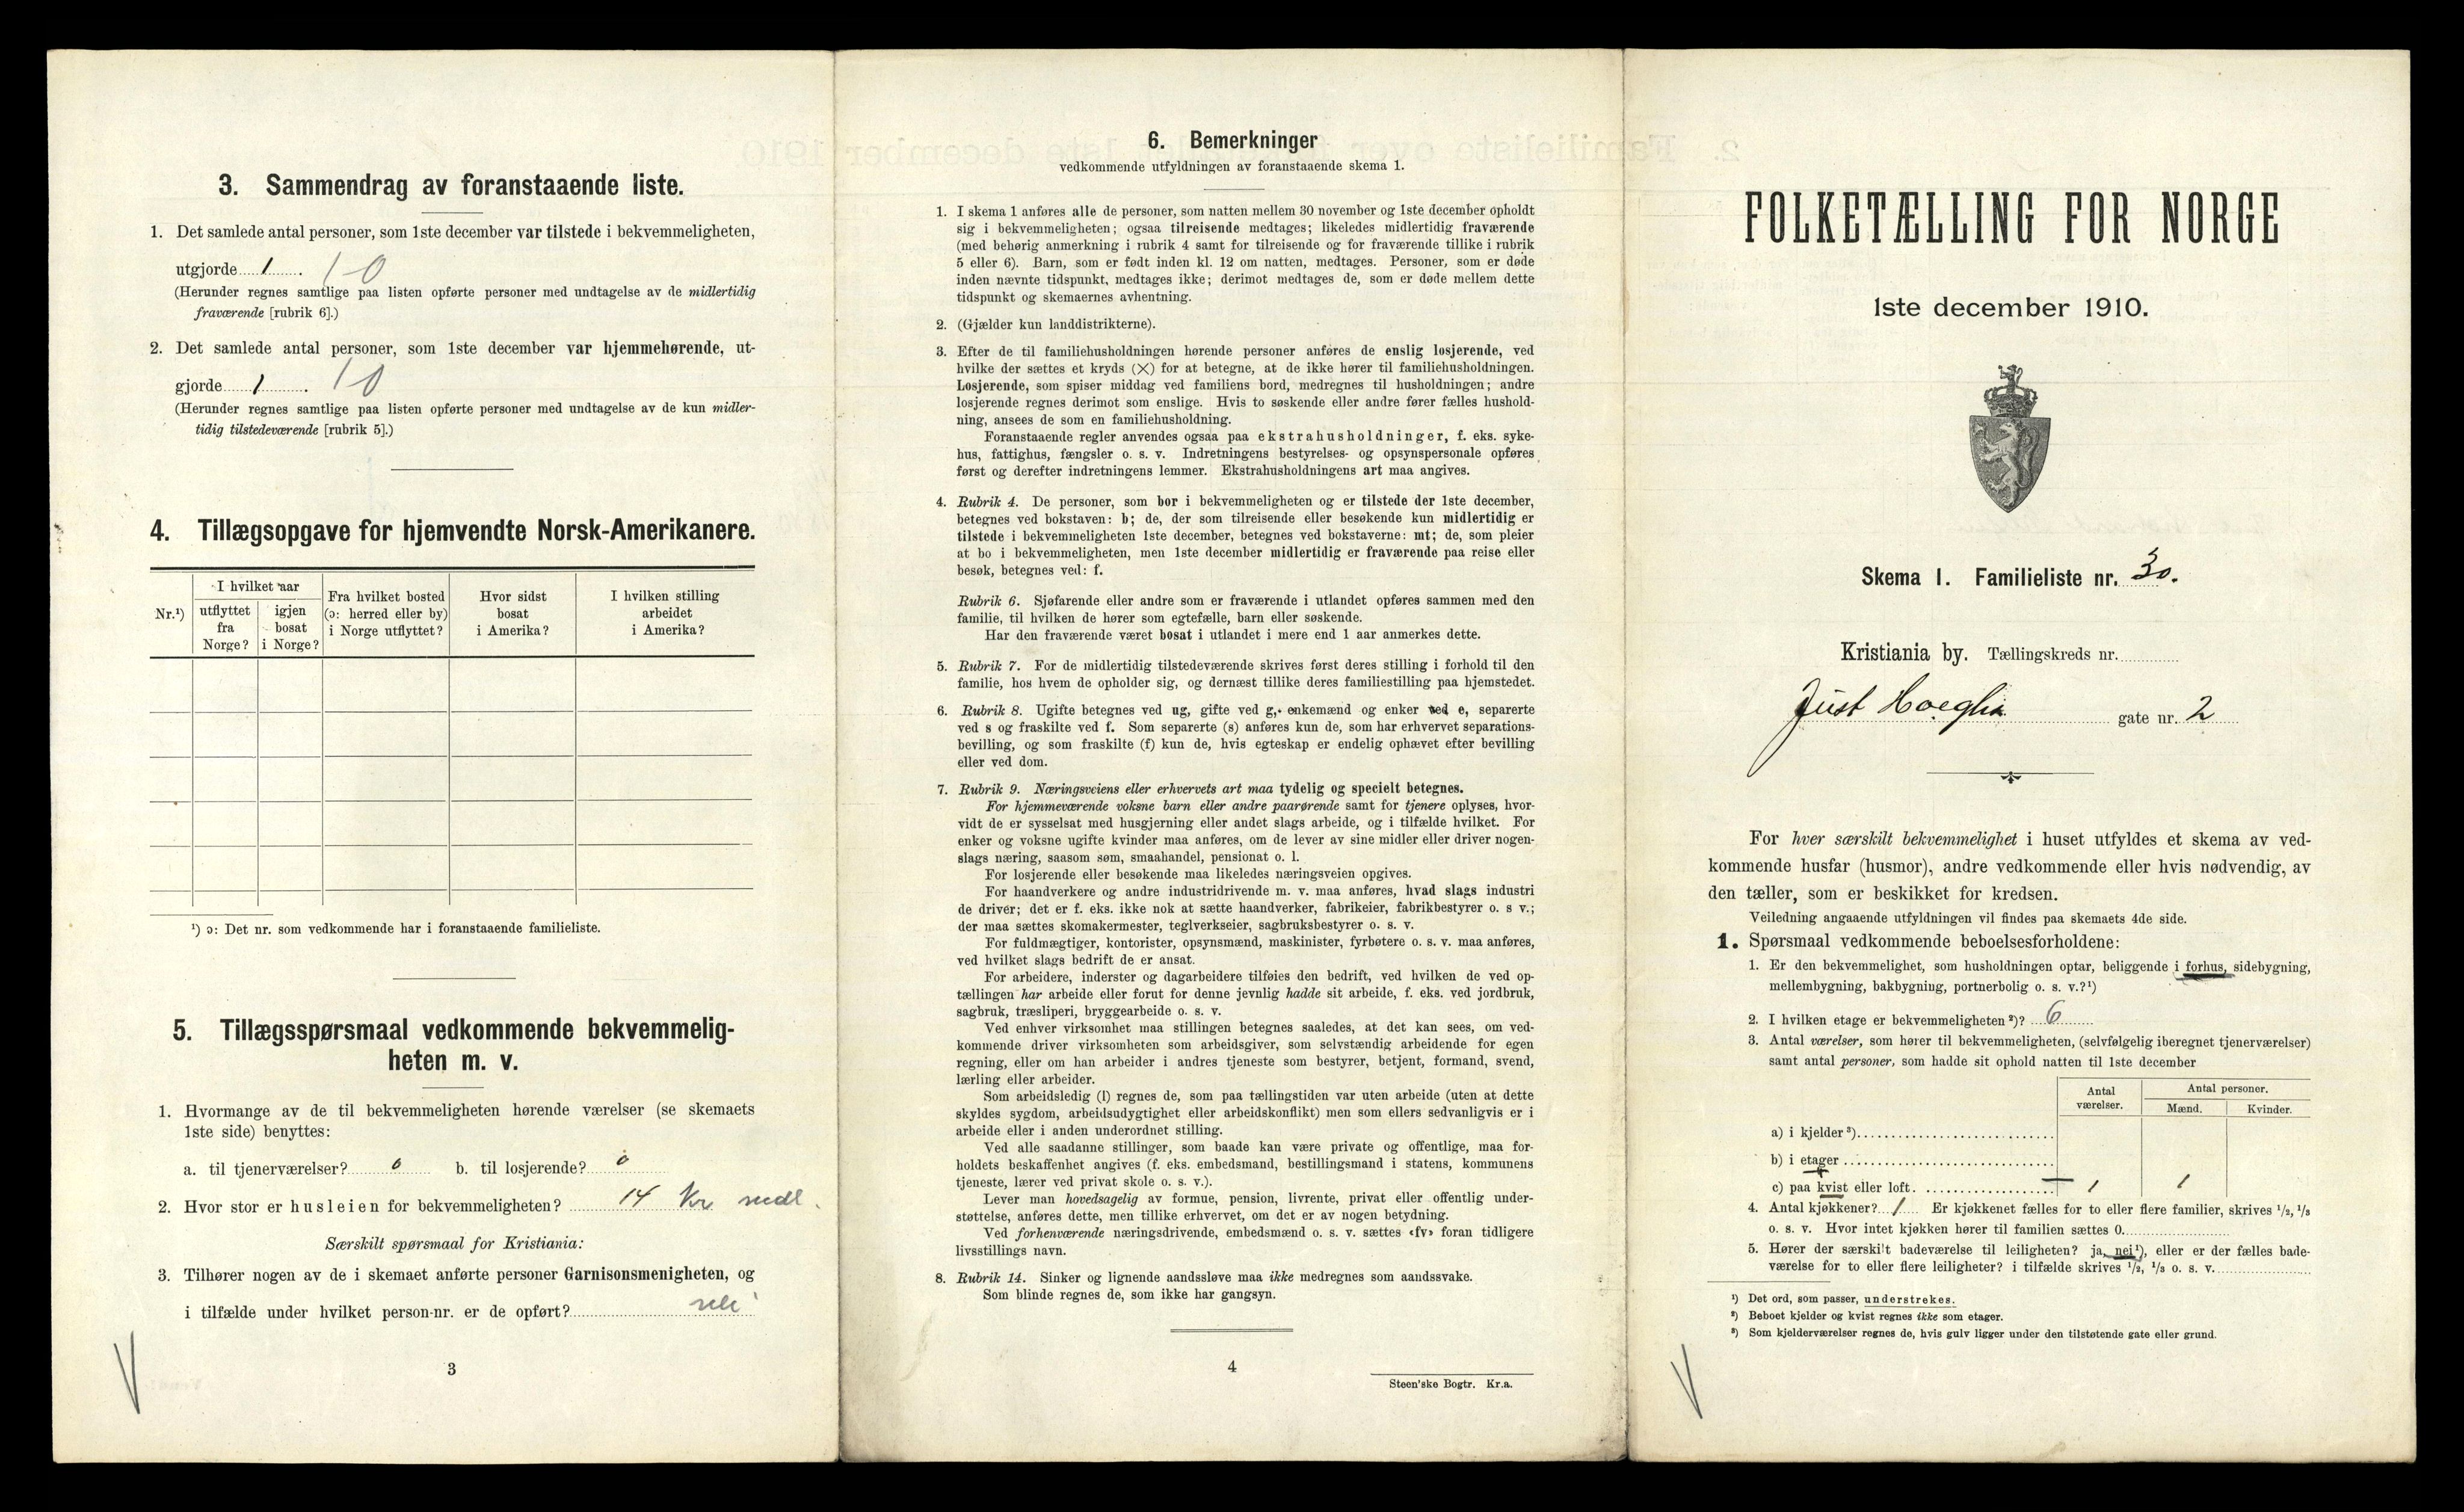 3. Sammendrag av foranstaaende liste.
1. Det samlede antal personer, som 1ste december var tilstede i bekvemmeligheten,
utgjorde 1 . 1-0
(Herunder regnes samtlige paa listen opførte personer med undtagelse av de midlertidig
fraværende [rubrik 6].)
2. Det samlede antal personer, som 1ste december var hjemmehørende, ut-
gjorde 1 . 1-0
(Herunder regnes samtlige paa listen opførte personer med undtagelse av de kun midler-
tidig tilstedeværende [rubrik 5].)
4. Tillægsopgave for hjemvendte Norsk-Amerikanere.
Nr.¹)
I hvilket aar
utflyttet
fra
Norge?
igjen
bosat
i Norge?
Fra hvilket bosted
(ɔ: herred eller by)
i Norge utflyttet?
Hvor sidst
bosat
i Amerika?
I hvilken stilling
arbeidet
i Amerika?
¹) ɔ: Det nr. som vedkommende har i foranstaaende familieliste.
5. Tillægsspørsmaal vedkommende bekvemmelig-
heten m. v.
1. Hvormange av de til bekvemmeligheten hørende værelser (se skemaets
1ste side) benyttes:
a. til tjenerværelser? 0 b. til losjerende? 0
2. Hvor stor er husleien for bekvemmeligheten? 14 Kr medl.
Særskilt spørsmaal for Kristiania:
3. Tilhører nogen av de i skemaet anførte personer Garnisonsmenigheten, og
i tilfælde under hvilket person-nr. er de opført?
3
6. Bemerkninger
vedkommende utfyldningen av foranstaaende skema 1.
1. I skema 1 anføres alle de personer, som natten mellem 30 november og 1ste december opholdt
sig i bekvemmeligheten; ogsaa tilreisende medtages; likeledes midlertidig fraværende
(med behørig anmerkning i rubrik 4 samt for tilreisende og for fraværende tillike i rubrik
5 eller 6). Barn, som er født inden kl. 12 om natten, medtages. Personer, som er døde
inden nævnte tidspunkt, medtages ikke; derimot medtages de, som er døde mellem dette
tidspunkt og skemaernes avhentning.
2. (Gjælder kun landdistrikterne).
3. Efter de til familiehusholdningen hørende personer anføres de enslig losjerende, ved
hvilke der sættes et kryds (×) for at betegne, at de ikke hører til familiehusholdningen.
Losjerende, som spiser middag ved familiens bord, medregnes til husholdningen; andre
losjerende regnes derimot som enslige. Hvis to søskende eller andre fører fælles hushold-
ning, ansees de som en familiehusholdning.
Foranstaaende regler anvendes ogsaa paa ekstrahusholdninger, f. eks. syke-
hus, fattighus, fængsler o. s. v. Indretningens bestyrelses- og opsynspersonale opføres
først og derefter indretningens lemmer. Ekstrahusholdningens art maa angives.
4. Rubrik 4. De personer, som bor i bekvemmeligheten og er tilstede der 1ste december,
betegnes ved bokstaven: b; de, der som tilreisende eller besøkende kun midlertidig er
tilstede i bekvemmeligheten 1ste december, betegnes ved bokstaverne: mt; de, som pleier
at bo i bekvemmeligheten, men 1ste december midlertidig er fraværende paa reise eller
besøk, betegnes ved: f.
Rubrik 6. Sjøfarende eller andre som er fraværende i utlandet opføres sammen med den
familie, til hvilken de hører som egtefælle, barn eller søskende.
Har den fraværende været bosat i utlandet i mere end 1 aar anmerkes dette.
5. Rubrik 7. For de midlertidig tilstedeværende skrives først deres stilling i forhold til den
familie, hos hvem de opholder sig, og dernæst tillike deres familiestilling paa hjemstedet.
6. Rubrik 8. Ugifte betegnes ved ug, gifte ved g, enkemænd og enker ved e, separerte
ved s og fraskilte ved f. Som separerte (s) anføres kun de, som har erhvervet separations-
bevilling, og som fraskilte (f) kun de, hvis egteskap er endelig ophævet efter bevilling
eller ved dom.
7. Rubrik 9. Næringsveiens eller erhvervets art maa tydelig og specielt betegnes.
For hjemmeværende voksne barn eller andre paarørende samt for tjenere oplyses, hvor-
vidt de er sysselsat med husgjerning eller andet slags arbeide, og i tilfælde hvilket. For
enker og voksne ugifte kvinder maa anføres, om de lever av sine midler eller driver nogen-
slags næring, saasom søm, smaahandel, pensionat o. l.
For losjerende eller besøkende maa likeledes næringsveien opgives.
For haandverkere og andre industridrivende m. v. maa anføres, hvad slags industri
de driver; det er f. eks. ikke nok at sætte haandverker, fabrikeier, fabrikbestyrer o. s v.;
der maa sættes skomakermester, teglverkseier, sagbruksbestyrer o. s. v.
For fuldmægtiger, kontorister, opsynsmænd, maskinister, fyrbøtere o. s. v. maa anføres,
ved hvilket slags bedrift de er ansat.
For arbeidere, inderster og dagarbeidere tilføies den bedrift, ved hvilken de ved op-
tællingen har arbeide eller forut for denne jevnlig hadde sit arbeide, f. eks. ved jordbruk,
sagbruk, træsliperi, bryggearbeide o. s. v.
Ved enhver virksomhet maa stillingen betegnes saaledes, at det kan sees, om ved-
kommende driver virksomheten som arbeidsgiver, som selvstændig arbeidende for egen
regning, eller om han arbeider i andres tjeneste som bestyrer, betjent, formand, svend,
lærling eller arbeider.
Som arbeidsledig (l) regnes de, som paa tællingstiden var uten arbeide (uten at dette
skyldes sygdom, arbeidsudygtighet eller arbeidskonflikt) men som ellers sedvanligvis er i
arbeide eller i anden underordnet stilling.
Ved alle saadanne stillinger, som baade kan være private og offentlige, maa for-
holdets beskaffenhet angives (f. eks. embedsmand, bestillingsmand i statens, kommunens
tjeneste, lærer ved privat skole o. s. v.).
Lever man hovedsagelig av formue, pension, livrente, privat eller offentlig under-
støttelse, anføres dette, men tillike erhvervet, om det er av nogen betydning.
Ved forhenværende næringsdrivende, embedsmænd o. s. v. sættes «fv» foran tidligere
livsstillings navn.
8. Rubrik 14. Sinker og lignende aandssløve maa ikke medregnes som aandssvake.
Som blinde regnes de, som ikke har gangsyn.
4
Steen'ske Bogtr. Kr.a.
FOLKETÆLLING FOR NORGE
1ste december 1910.
Skema 1. Familieliste nr. 30.
Kristiania by. Tællingskreds nr.
Just Hoeghs gate nr. 2
For hver særskilt bekvemmelighet i huset utfyldes et skema av ved-
kommende husfar (husmor), andre vedkommende eller hvis nødvendig, av
den tæller, som er beskikket for kredsen.
Veiledning angaaende utfyldningen vil findes paa skemaets 4de side.
1. Spørsmaal vedkommende beboelsesforholdene:
1. Er den bekvemmelighet, som husholdningen optar, beliggende i forhus, sidebygning,
mellembygning, bakbygning, portnerbolig o. s. v.?¹)
2. I hvilken etage er bekvemmeligheten²)? 6
3. Antal værelser, som hører til bekvemmeligheten, (selvfølgelig iberegnet tjenerværelser)
samt antal personer, som hadde sit ophold natten til 1ste december
Antal
værelser.
Antal personer.
Mænd. Kvinder.
a) i kjelder³)
b) i etager
c) paa kvist eller loft. 1 1
4. Antal kjøkkener? 1 Er kjøkkenet fælles for to eller flere familier, skrives ¹/₂, ¹/₃
o. s. v. Hvor intet kjøkken hører til familien sættes 0.
5. Hører der særski't badeværelse til leiligheten? ja, nei¹), eller er der fælles bade-
værelse for to eller flere leiligheter? i tilfælde skrives ¹/₂, ¹/₃ o. s. v.
¹) Det ord, som passer, understrekes.
²) Beboet kjelder og kvist regnes ikke som etager.
³) Som kjelderværelser regnes de, hvis gulv ligger under den tilstøtende gate eller grund.